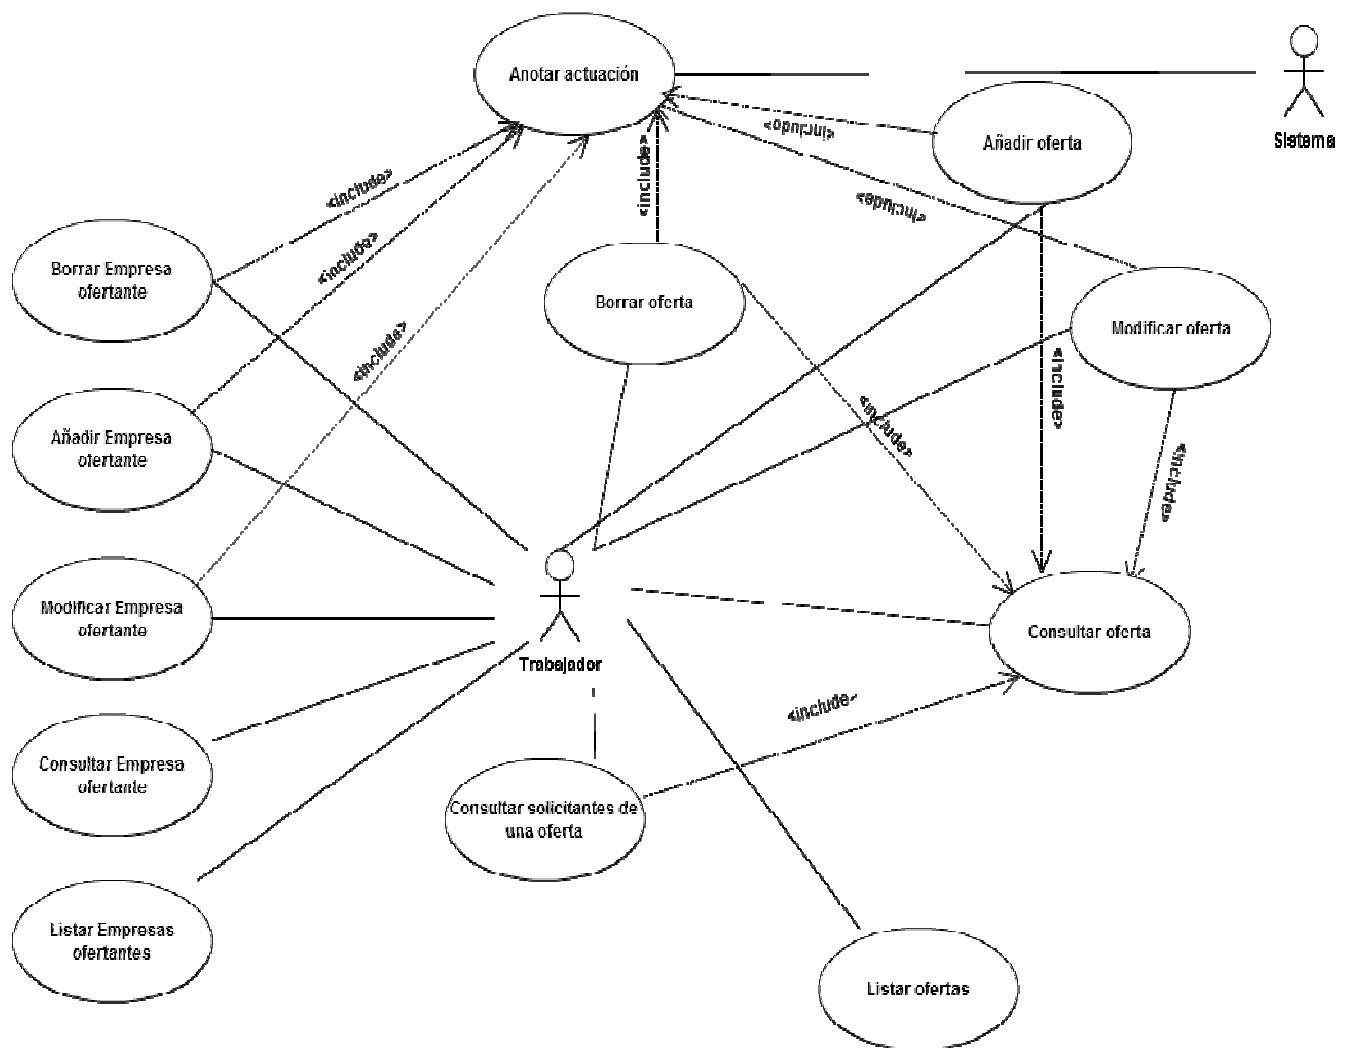 Anotar actuación
Sistema
<include>
Añadir oferta
<include>
<include>
<include>
<include>
Borrar Empresa
ofertante
<include>
Borrar oferta
Modificar oferta
<include>
<include>
<include>
Añadir Empresa
ofertante
<include>
Modificar Empresa
ofertante
Consultar oferta
Trabajador
<include>
Consultar Empresa
ofertante
Consultar solicitantes de
una oferta
Listar Empresas
ofertantes
Listar ofertas